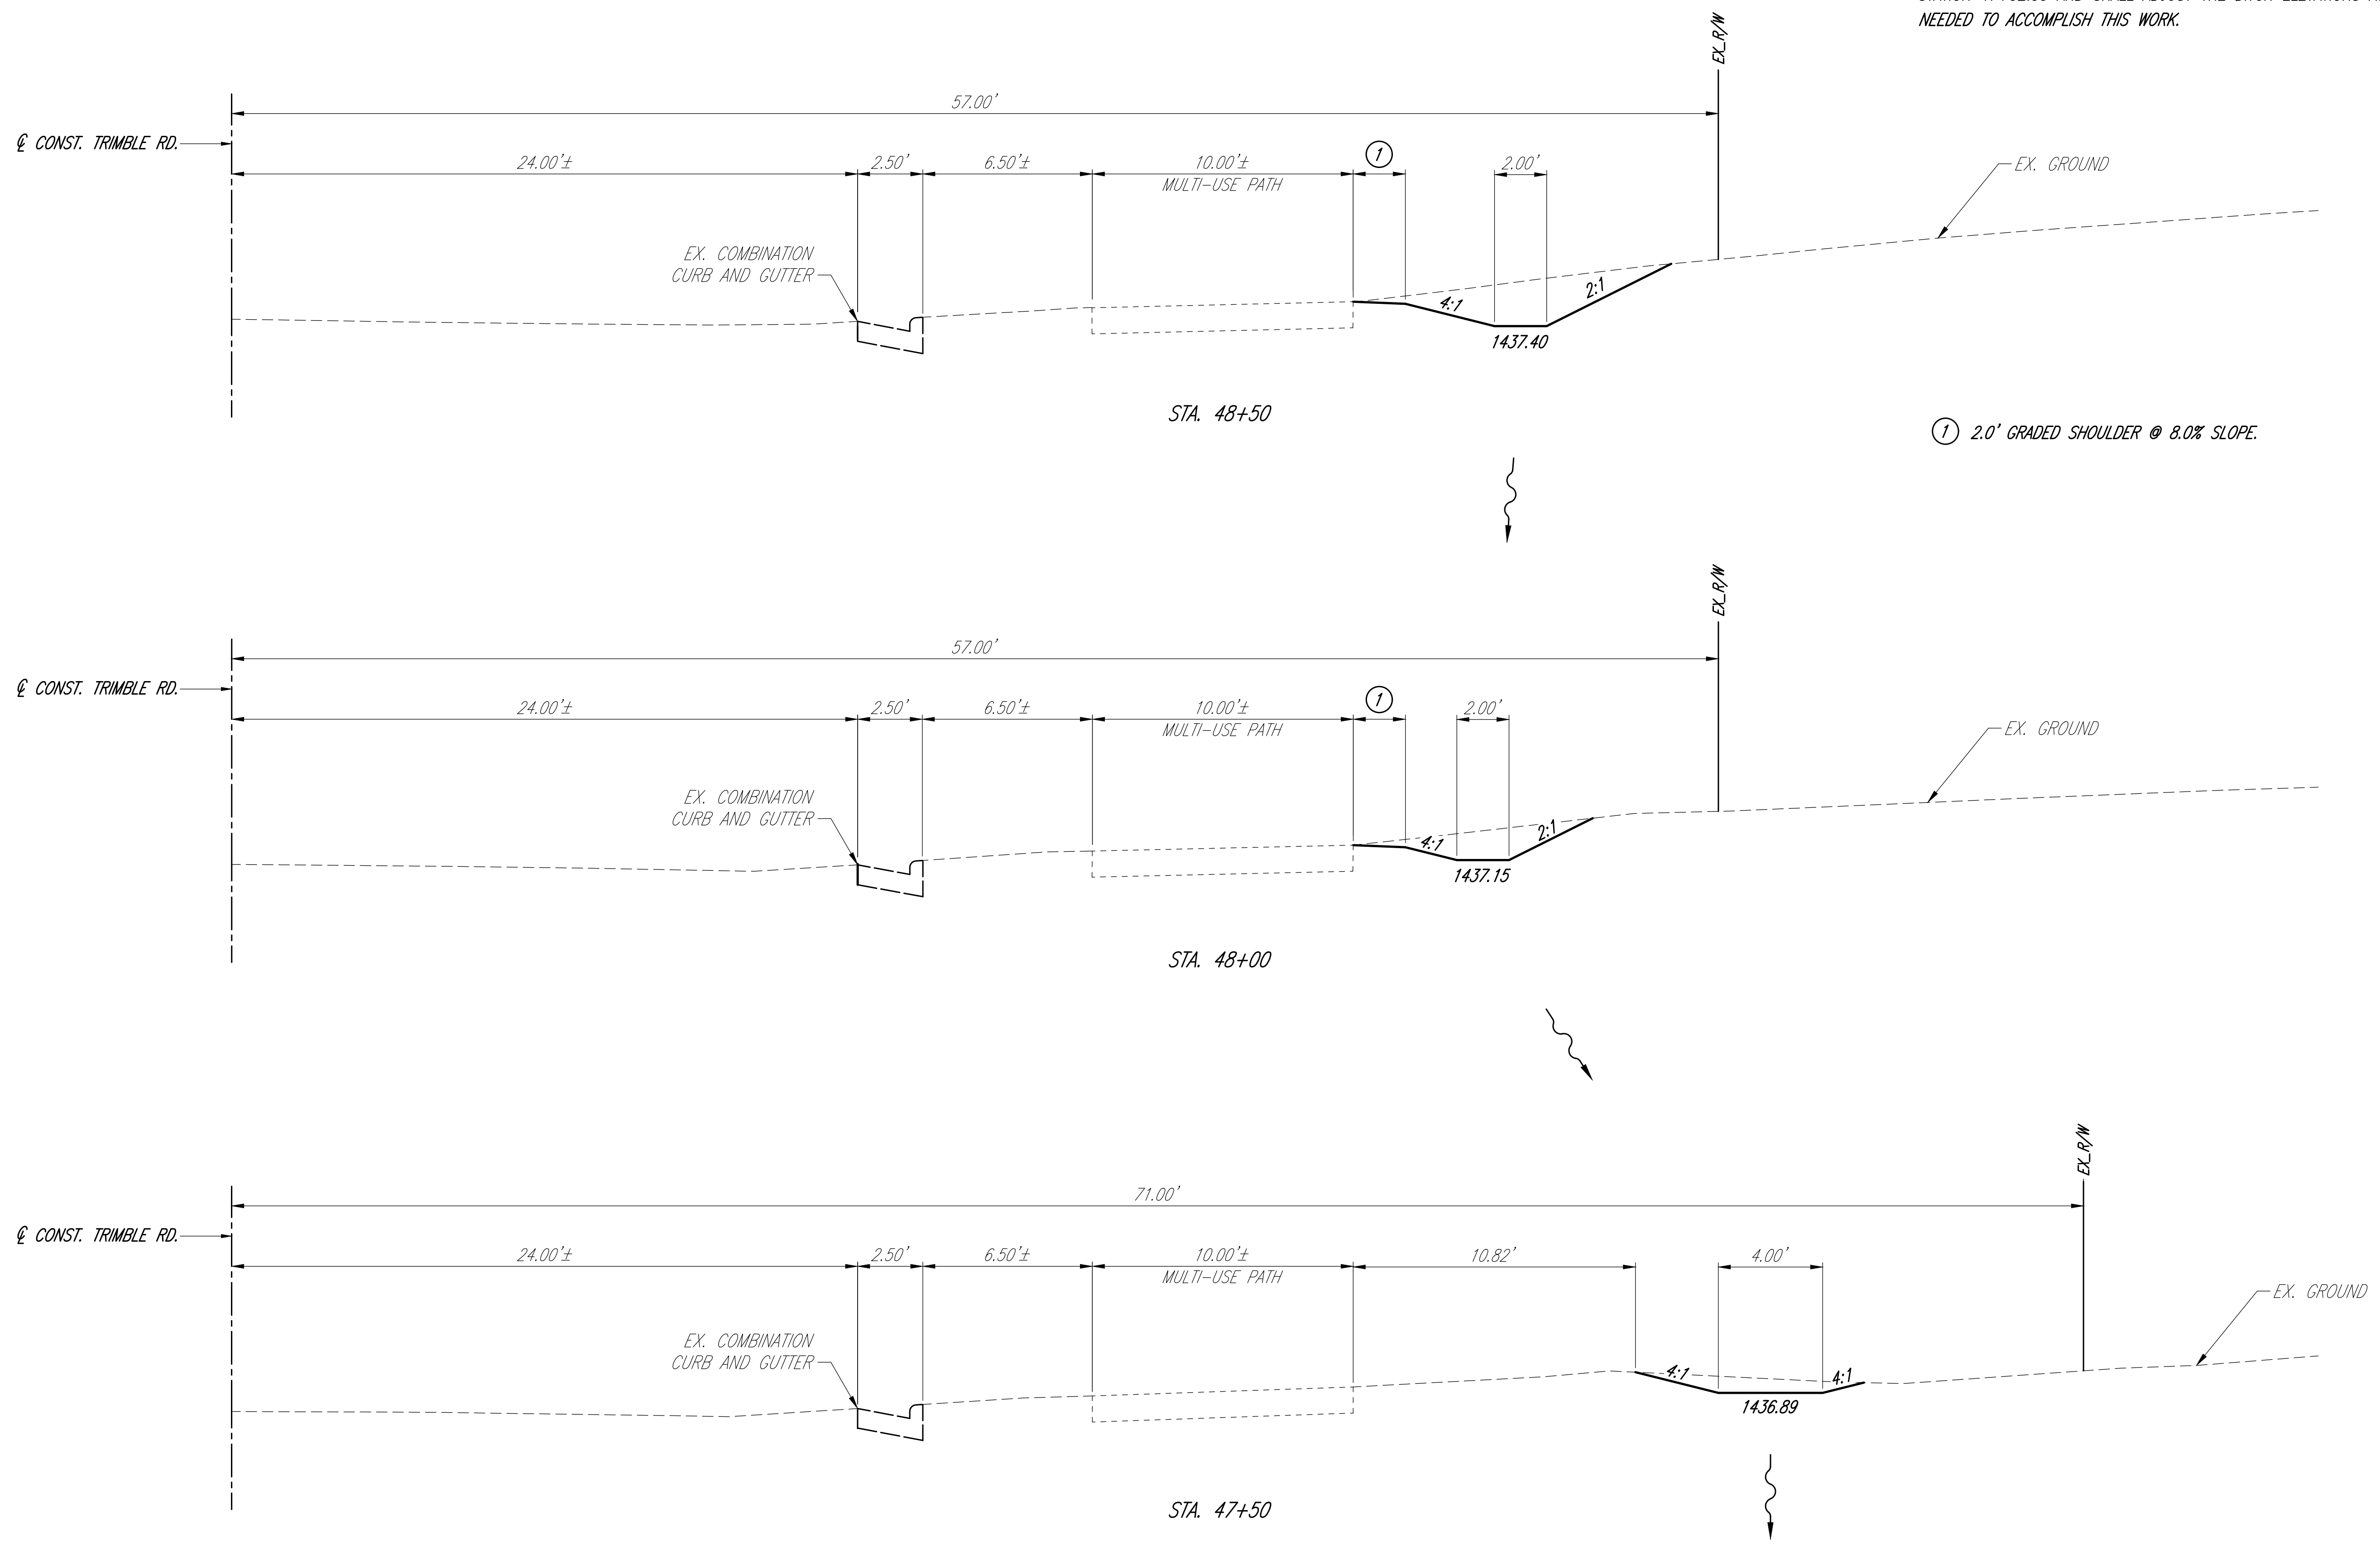 NEEDED TO ACCOMPLISH THIS WORK.
EX_R/W
57.00'
℄ CONST. TRIMBLE RD.
24.00'±
2.50'
6.50'±
10.00'±
MULTI-USE PATH
1
2.00'
EX. GROUND
EX. COMBINATION
CURB AND GUTTER
4:1
2:1
1437.40
STA. 48+50
1 2.0' GRADED SHOULDER @ 8.0% SLOPE.
EX_R/W
57.00'
℄ CONST. TRIMBLE RD.
24.00'±
2.50'
6.50'±
10.00'±
MULTI-USE PATH
1
2.00'
EX. GROUND
EX. COMBINATION
CURB AND GUTTER
4:1
2:1
1437.15
STA. 48+00
EX_R/W
71.00'
℄ CONST. TRIMBLE RD.
24.00'±
2.50'
6.50'±
10.00'±
MULTI-USE PATH
10.82'
4.00'
EX. GROUND
EX. COMBINATION
CURB AND GUTTER
4:1
4:1
1436.89
STA. 47+50